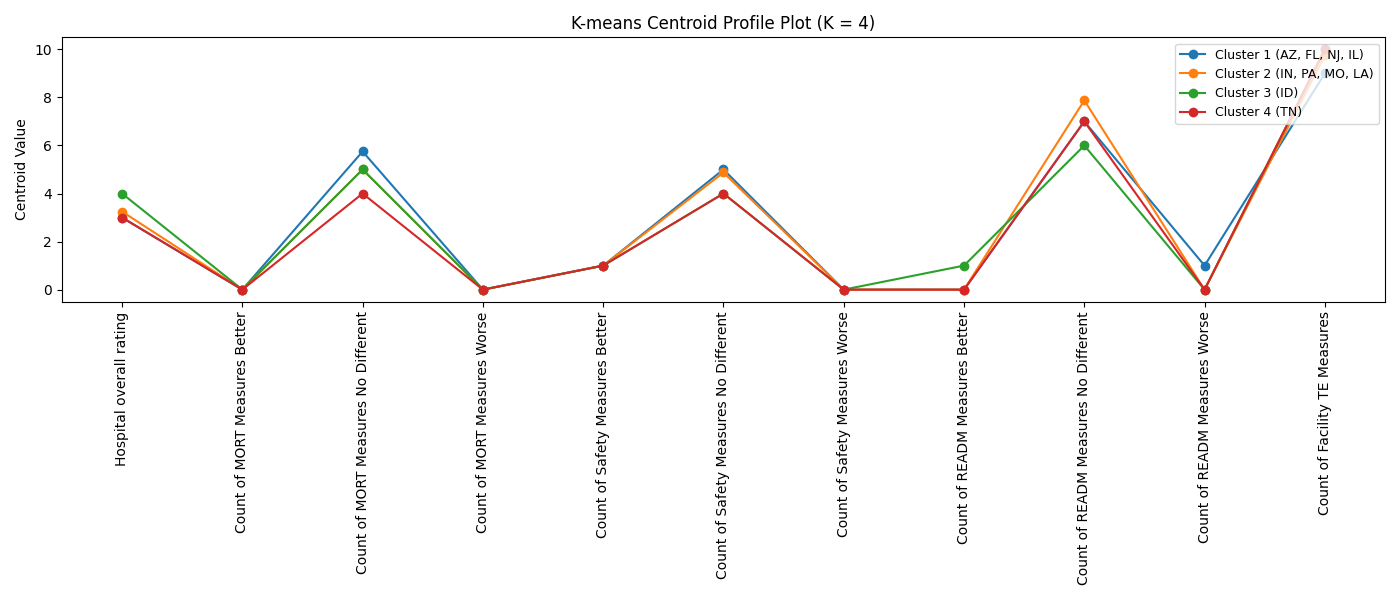 K-means Centroid Profile Plot (K = 4)
Cluster 1 (AZ, FL, NJ, IL)
Cluster 2 (IN, PA, MO, LA)
Cluster 3 (ID)
Cluster 4 (TN)
Centroid Value
10
8
6
4
2
0
Hospital overall rating
Count of MORT Measures Better
Count of MORT Measures No Different
Count of MORT Measures Worse
Count of Safety Measures Better
Count of Safety Measures No Different
Count of Safety Measures Worse
Count of READM Measures Better
Count of READM Measures No Different
Count of READM Measures Worse
Count of Facility TE Measures